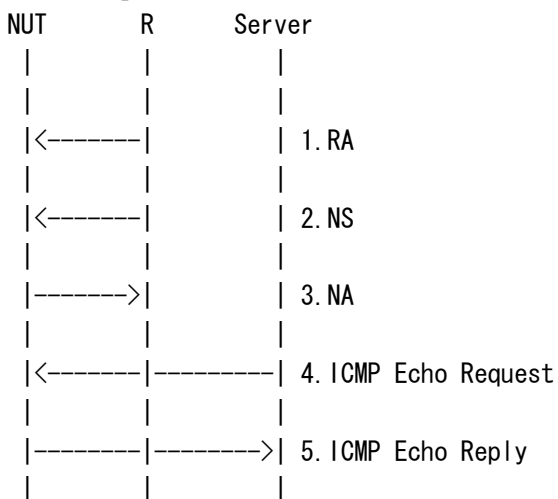 NUT R Server
1.RA
2.NS
3.NA
4.ICMP Echo Request
5.ICMP Echo Reply